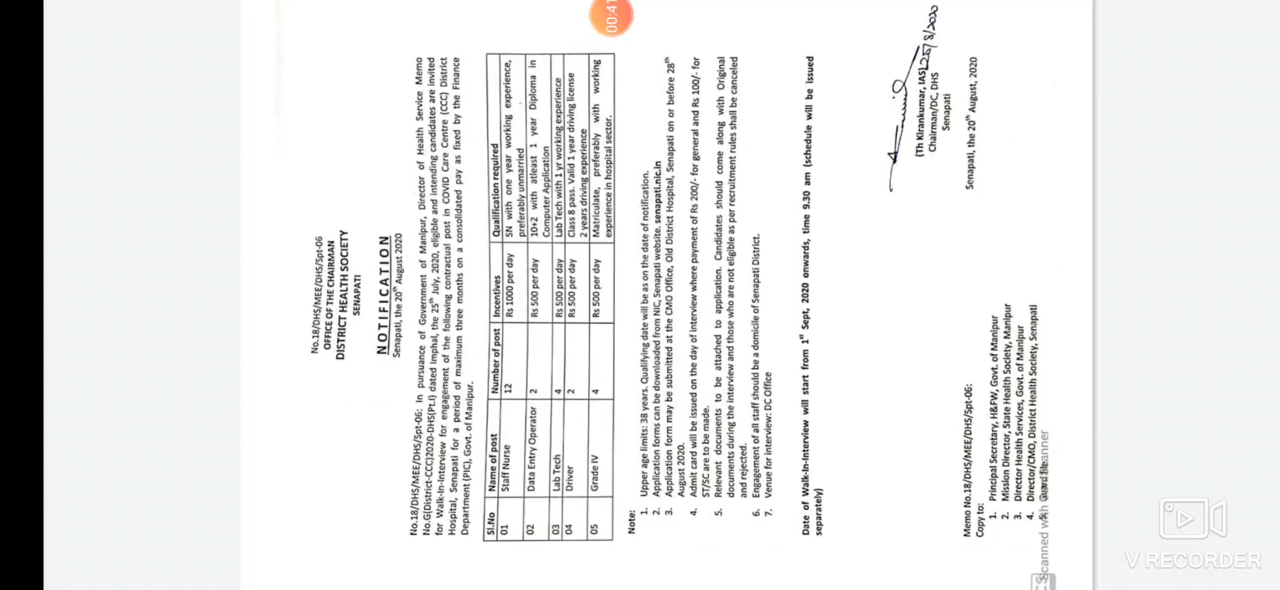 No.18/DHS/MEE/DHS/Spt-06
OFFICE OF THE CHAIRMAN
DISTRICT HEALTH SOCIETY
SENAPATI
NOTIFICATION
Senapati, the 20th August 2020
No.18/DHS/MEE/DHS/Spt-06: In pursuance of Government of Manipur, Director of Health Service Memo
No.G(District-CCC)2020-DHS(Pt.I) dated Imphal, the 25th July, 2020, eligible and intending candidates are invited
for Walk-In-Interview for engagement of the following contractual post in COVID Care Centre (CCC) District
Hospital, Senapati for a period of maximum three months on a consolidated pay as fixed by the Finance
Department (PIC), Govt. of Manipur.
Sl.No Name of post Number of post Incentives Qualification required
01 Staff Nurse 12 Rs 1000 per day SN with one year working experience,
preferably unmarried
02 Data Entry Operator 2 Rs 500 per day 10+2 with atleast 1 year Diploma in
Computer Application
03 Lab Tech 4 Rs 500 per day Lab Tech with 1 yr working experience
04 Driver 2 Rs 500 per day Class 8 pass. Valid 1 year driving license
2 years driving experience
05 Grade IV 4 Rs 500 per day Matriculate, preferably with working
experience in hospital sector.
Note:
1. Upper age limits: 38 years. Qualifying date will be as on the date of notification.
2. Application forms can be downloaded from NIC, Senapati website. senapati.nic.in
3. Application form may be submitted at the CMO Office, Old District Hospital, Senapati on or before 28th
August 2020.
4. Admit card will be issued on the day of interview where payment of Rs 200/- for general and Rs 100/- for
ST/SC are to be made.
5. Relevant documents to be attached to application. Candidates should come along with Original
documents during the interview and those who are not eligible as per recruitment rules shall be canceled
and rejected.
6. Engagement of all staff should be a domicile of Senapati District.
7. Venue for interview: DC Office
Date of Walk-In-Interview will start from 1st Sept, 2020 onwards, time 9.30 am (schedule will be issued
separately)
(Th Kirankumar, IAS) 25/8/2020
Chairman/DC, DHS
Senapati
Memo No.18/DHS/MEE/DHS/Spt-06: Senapati, the 20th August, 2020
Copy to:
1. Principal Secretary, H&FW, Govt. of Manipur
2. Mission Director, State Health Society, Manipur
3. Director Health Services, Govt. of Manipur
4. Director/CMO, District Health Society, Senapati
5. Guard file
Scanned with
00:41
V RECORDER